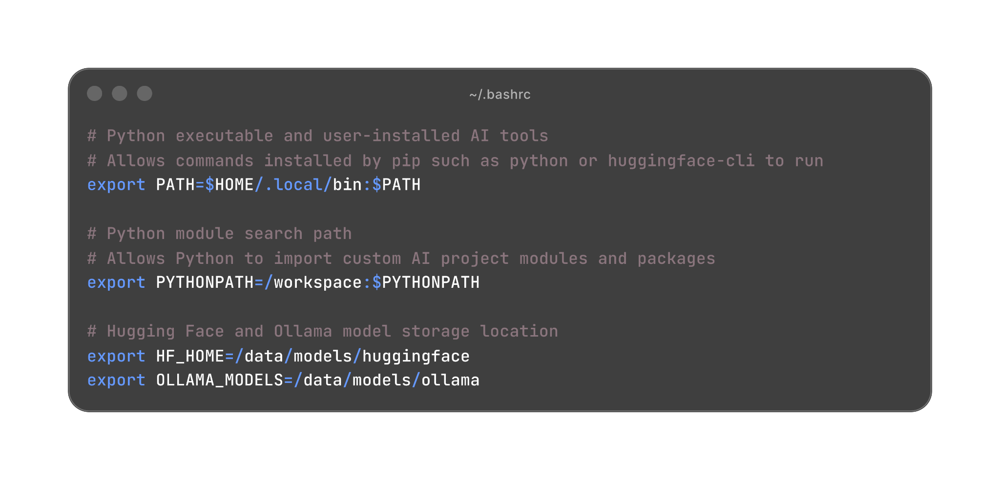 ~/.bashrc
# Python executable and user-installed AI tools
# Allows commands installed by pip such as python or huggingface-cli to run
export PATH=$HOME/.local/bin:$PATH
# Python module search path
# Allows Python to import custom AI project modules and packages
export PYTHONPATH=/workspace:$PYTHONPATH
# Hugging Face and Ollama model storage location
export HF_HOME=/data/models/huggingface
export OLLAMA_MODELS=/data/models/ollama